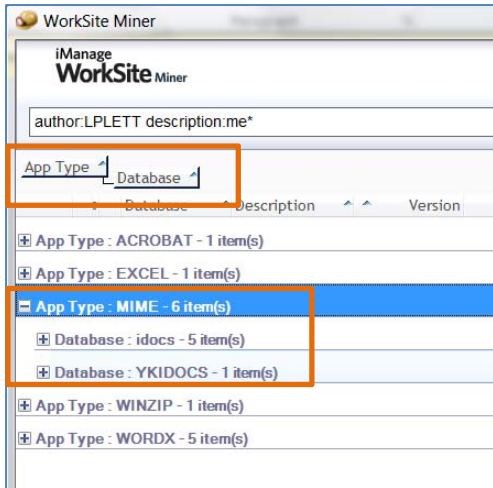 WorkSite Miner
iManage
WorkSite Miner
author:LPLETT description:me*
App Type
Database
Database Description Version
App Type : ACROBAT - 1 item(s)
App Type : EXCEL - 1 item(s)
App Type : MIME - 6 item(s)
Database : idocs - 5 item(s)
Database : YKIDOCS - 1 item(s)
App Type : WINZIP - 1 item(s)
App Type : WORDX - 5 item(s)